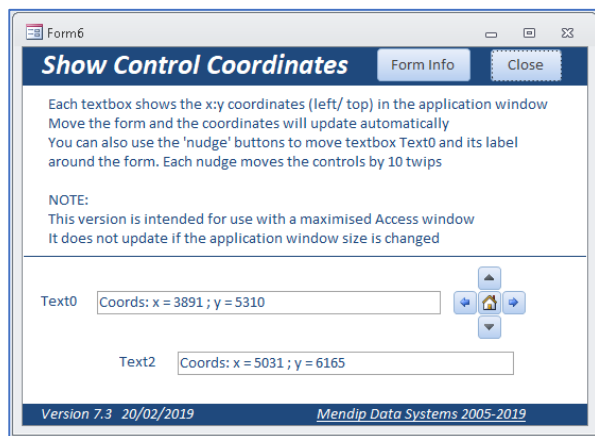 Form6
Show Control Coordinates Form Info Close
Each textbox shows the x:y coordinates (left/ top) in the application window
Move the form and the coordinates will update automatically
You can also use the 'nudge' buttons to move textbox Text0 and its label
around the form. Each nudge moves the controls by 10 twips
NOTE:
This version is intended for use with a maximised Access window
It does not update if the application window size is changed
Text0 Coords: x = 3891 ; y = 5310
Text2 Coords: x = 5031 ; y = 6165
Version 7.3 20/02/2019 Mendip Data Systems 2005-2019